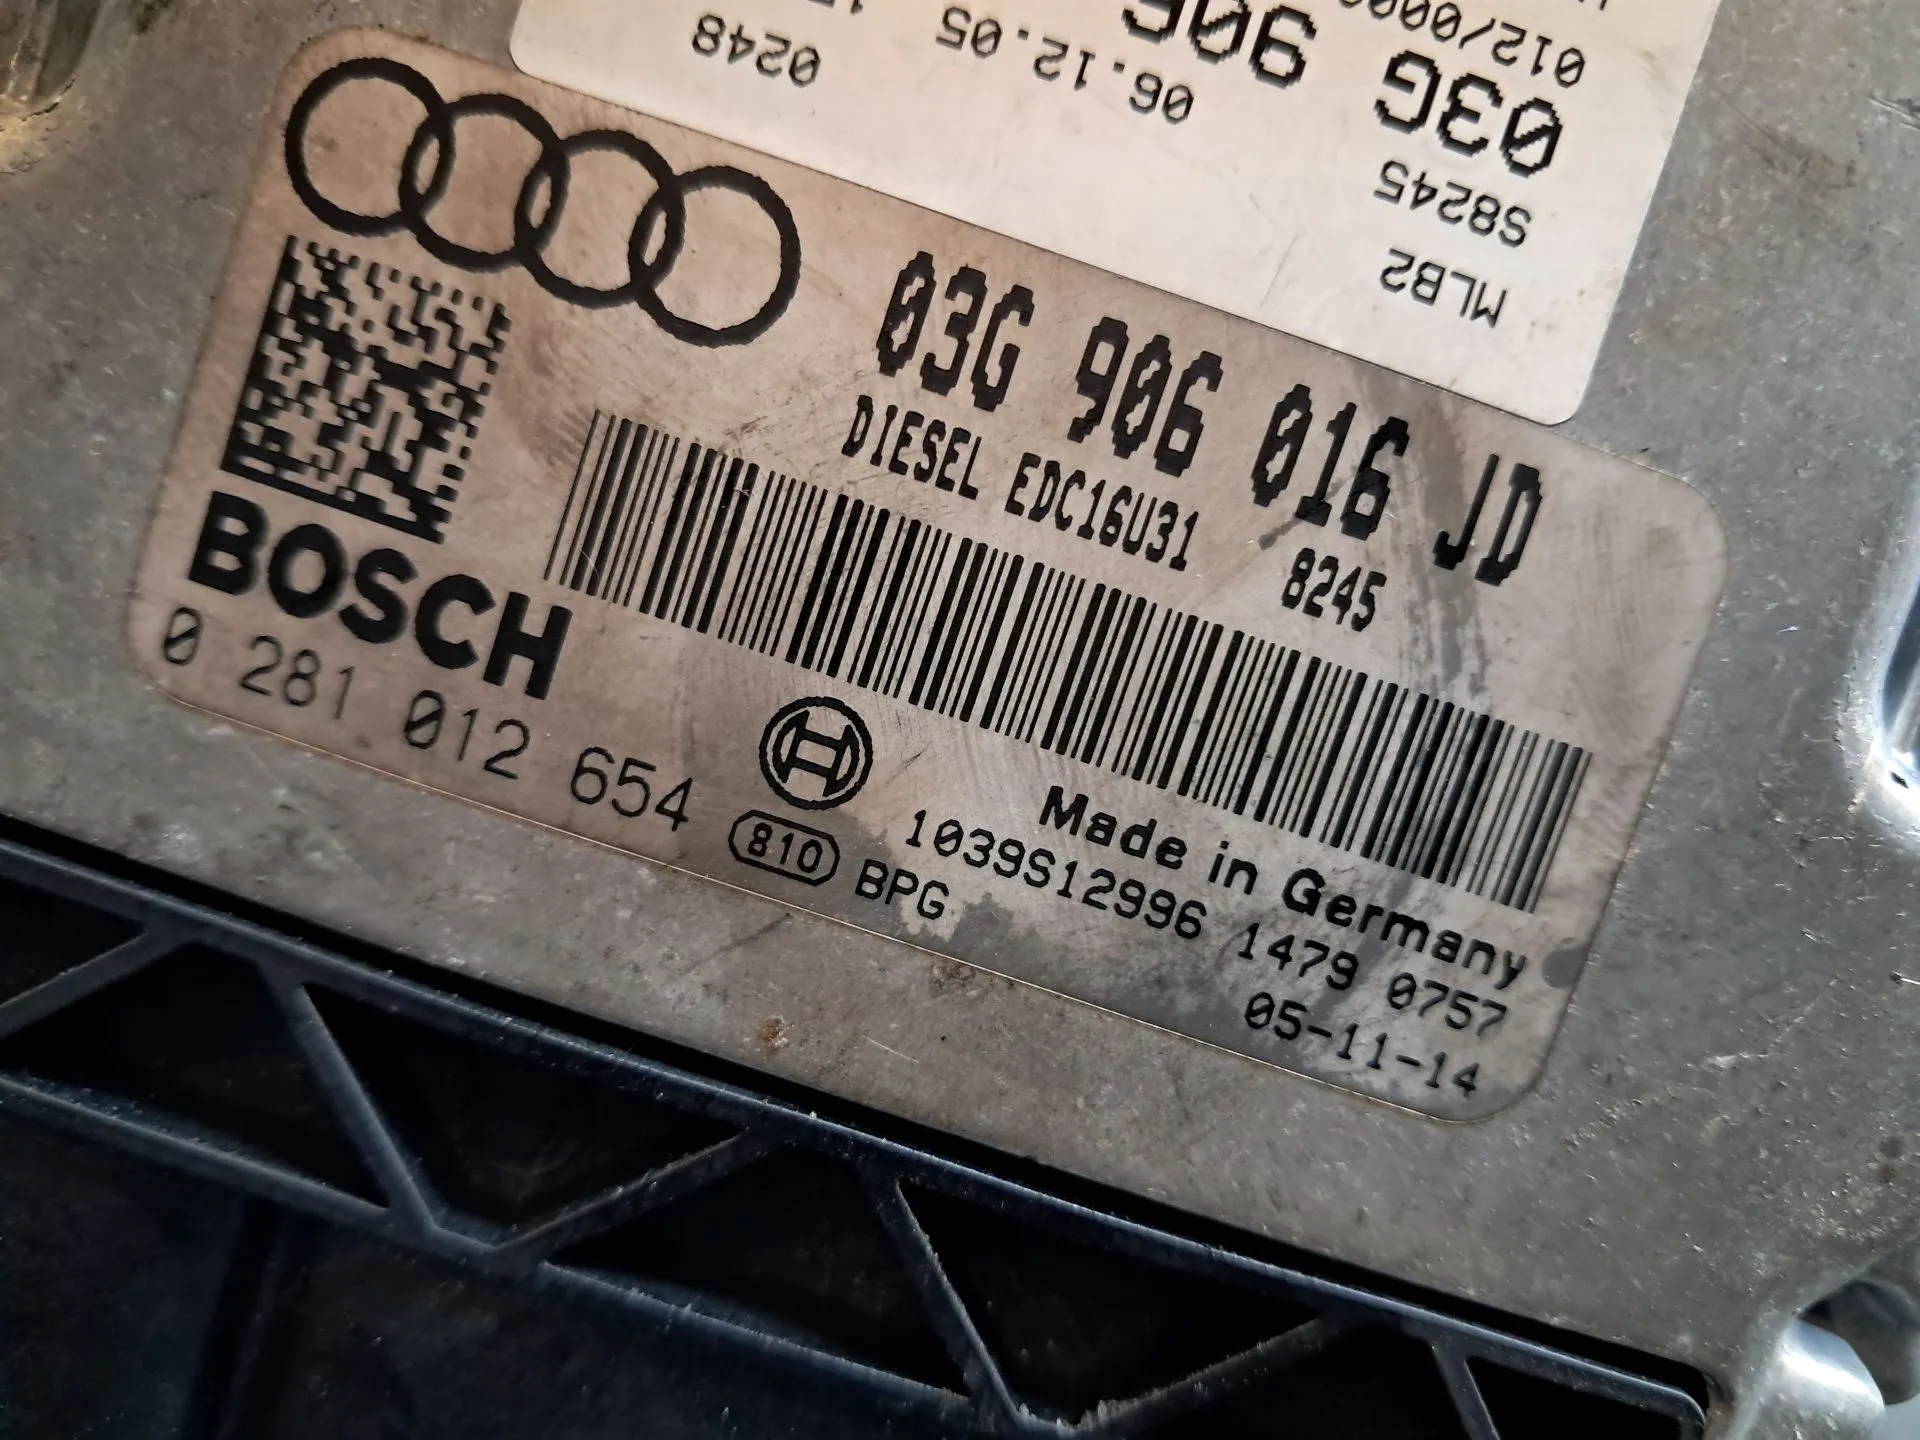 03G 906 016 JD
DIESEL EDC16U31 8245
BOSCH
0 281 012 654
Made in Germany
810 BPG
1039S12996 1479 0757
05-11-14
MLB2
S8245
03G 906
06.12.05
0248